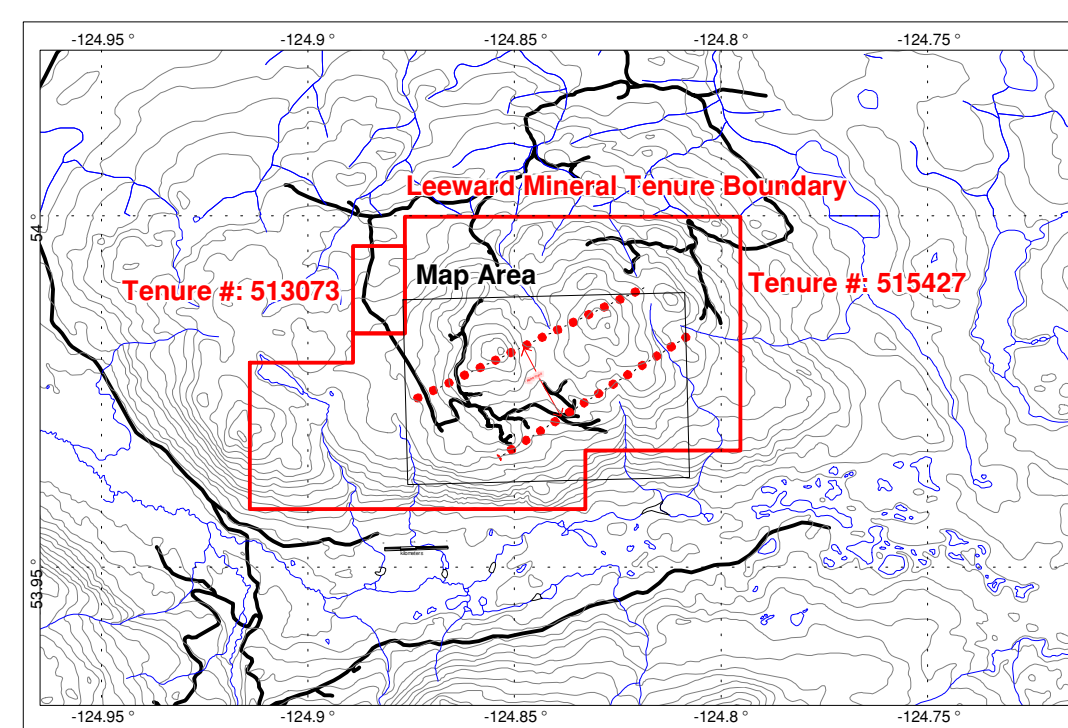 -124.95 ° -124.9 ° -124.85 ° -124.8 ° -124.75 °
Leeward Mineral Tenure Boundary
54 °
Map Area
Tenure #: 513073
Tenure #: 515427
kilometers
53.95 °
-124.95 ° -124.9 ° -124.85 ° -124.8 ° -124.75 °